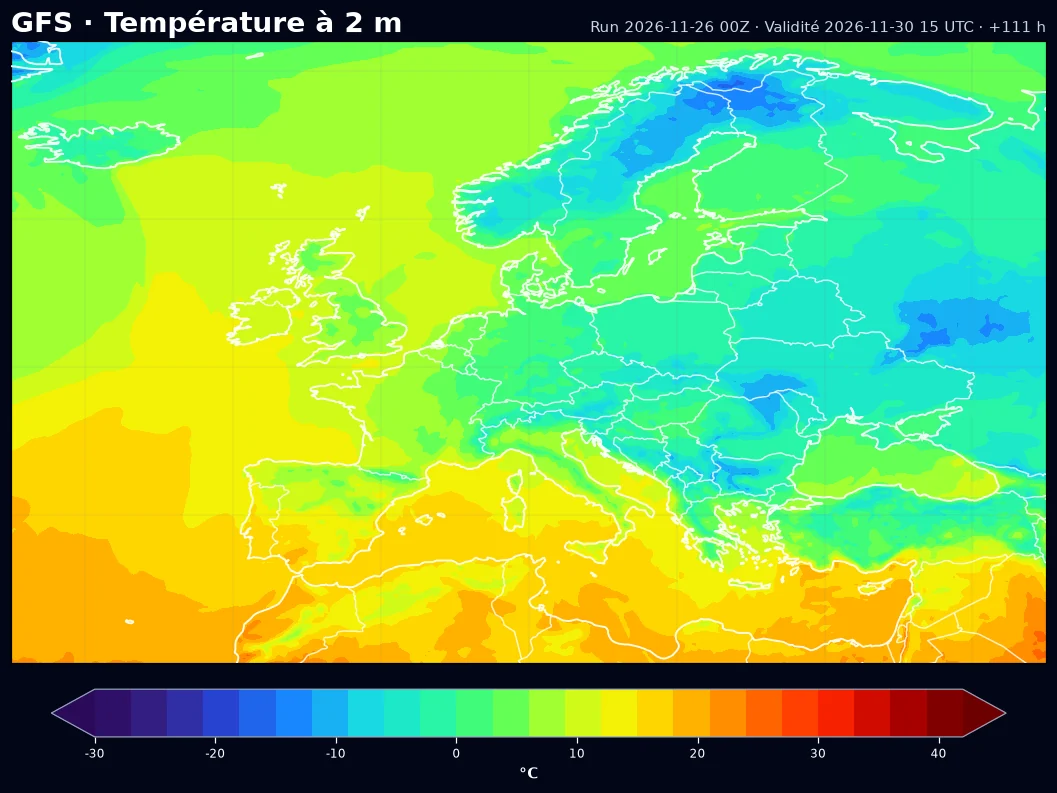 GFS · Température à 2 m
Run 2026-11-26 00Z · Validité 2026-11-30 15 UTC · +111 h
-30 -20 -10 0 10 20 30 40
°C